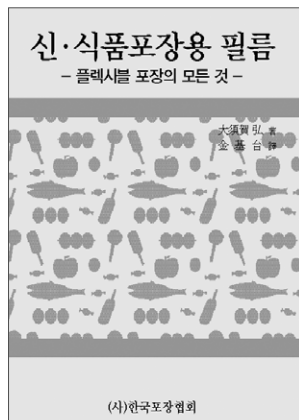 신·식품포장용 필름
- 플렉시블 포장의 모든 것 -
大須賀 弘 著
金基台 譯
(사)한국포장협회